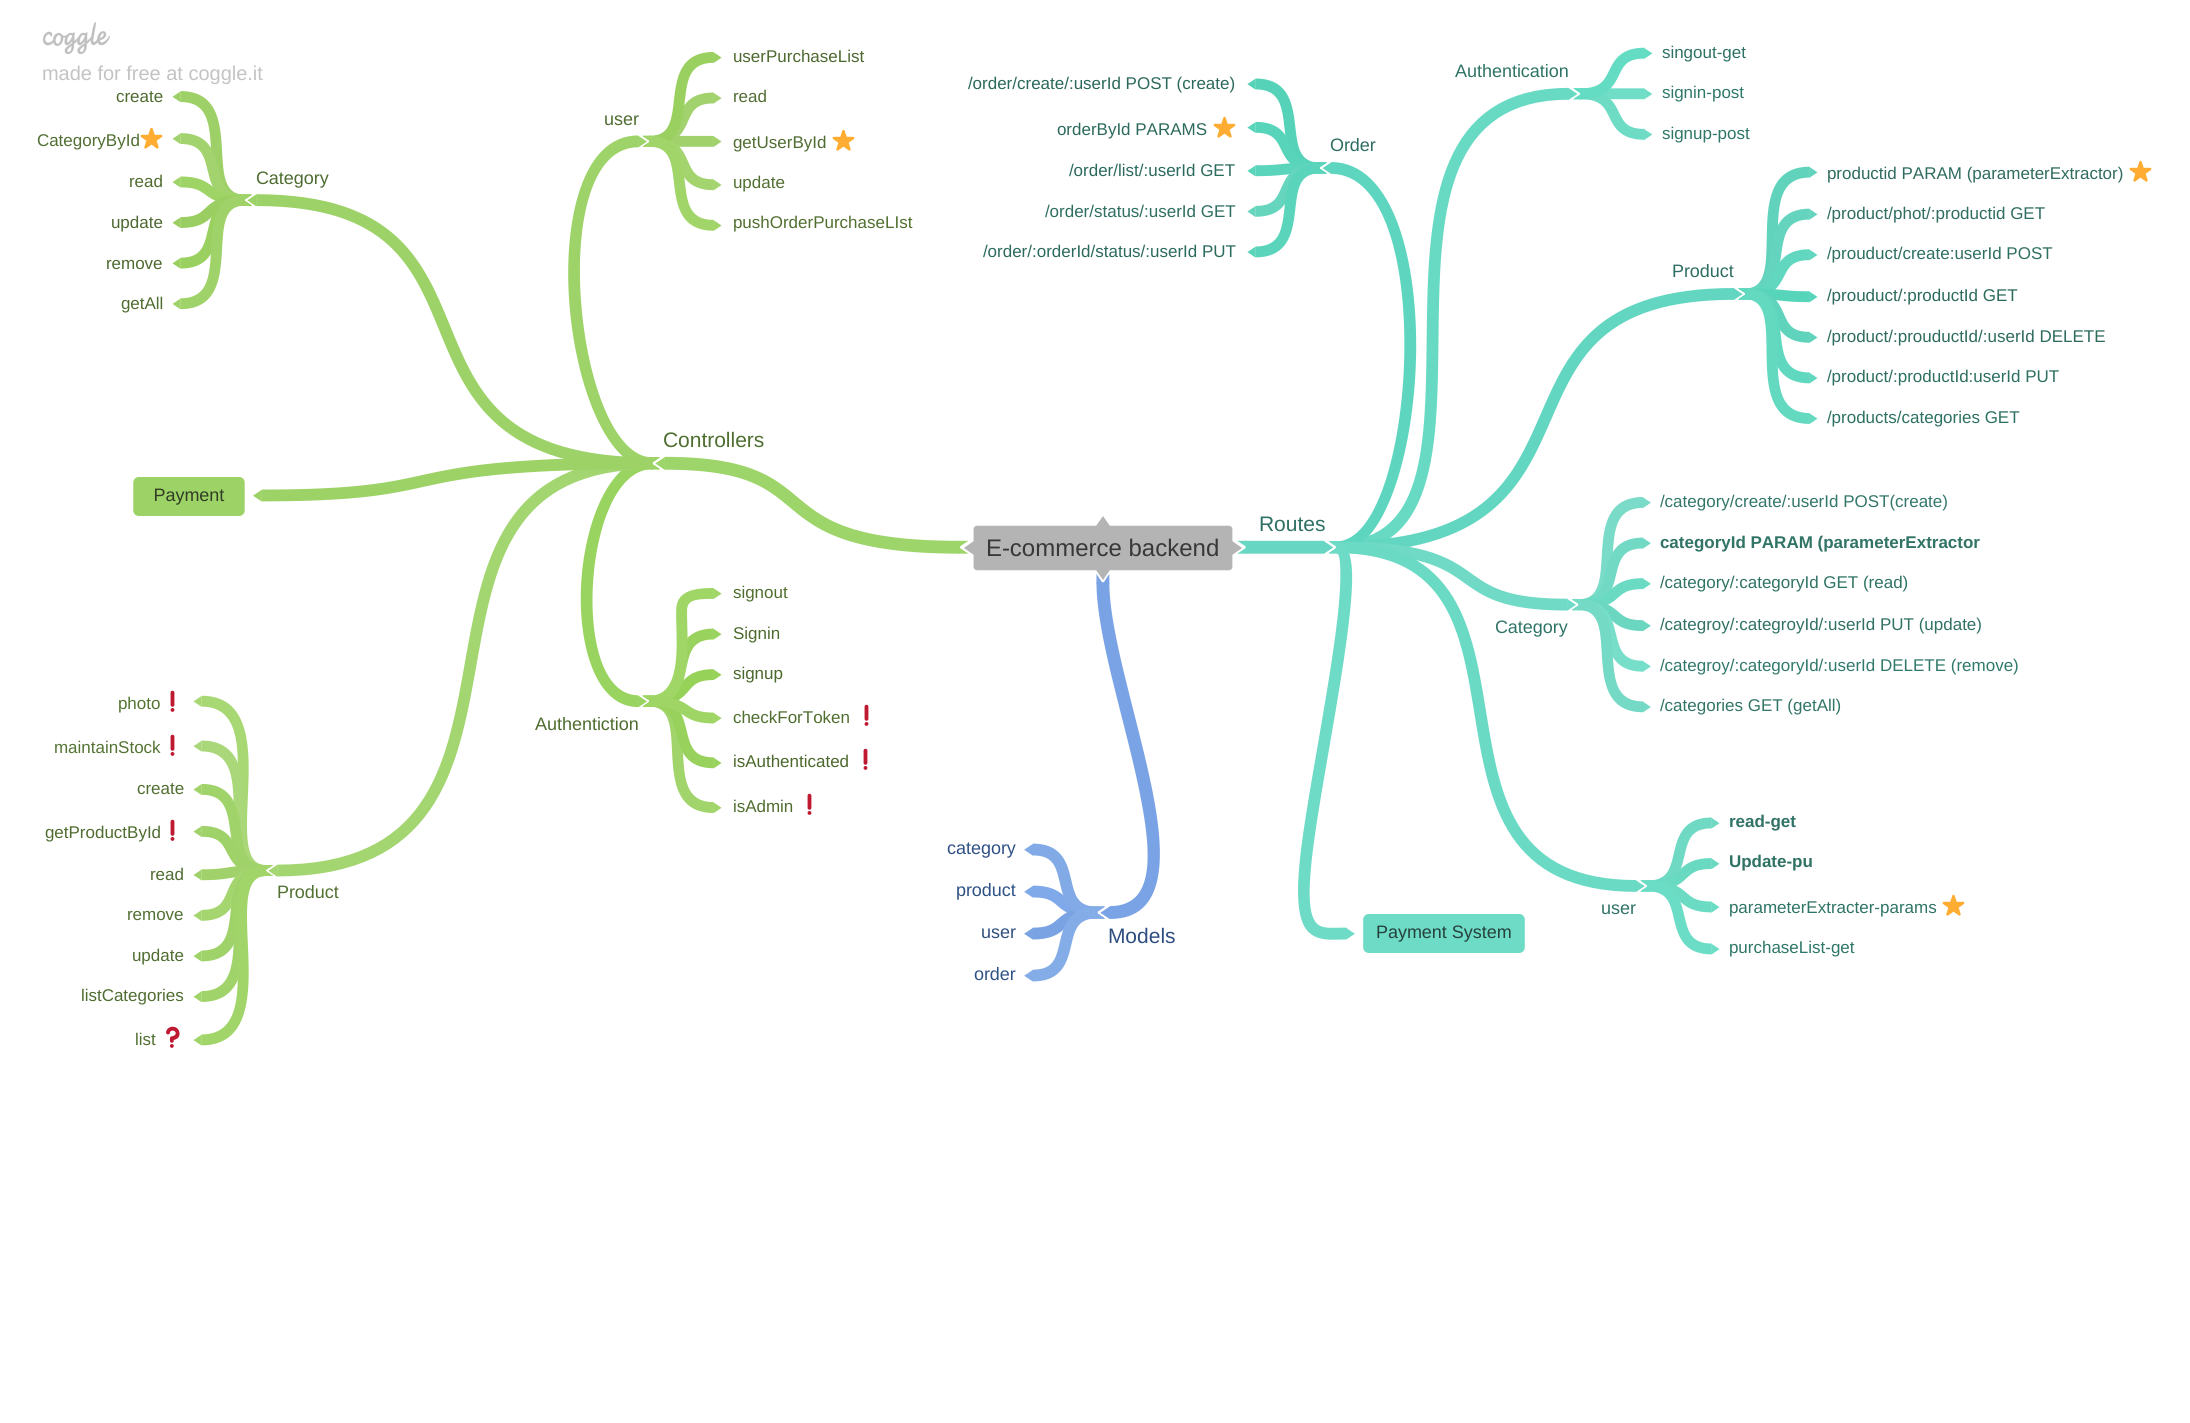 coggle
made for free at coggle.it
create
CategoryById
read
update
remove
getAll
Category
user
userPurchaseList
read
getUserById
update
pushOrderPurchaseLIst
Controllers
Payment
Authentiction
signout
Signin
signup
checkForToken
isAuthenticated
isAdmin
photo
maintainStock
create
getProductById
read
remove
update
listCategories
list
Product
E-commerce backend
category
product
user
order
Models
Routes
/order/create/:userId POST (create)
orderById PARAMS
/order/list/:userId GET
/order/status/:userId GET
/order/:orderId/status/:userId PUT
Order
Authentication
singout-get
signin-post
signup-post
Product
productid PARAM (parameterExtractor)
/product/phot/:productid GET
/prouduct/create:userId POST
/prouduct/:productId GET
/product/:prouductId/:userId DELETE
/product/:productId:userId PUT
/products/categories GET
Category
/category/create/:userId POST(create)
categoryId PARAM (parameterExtractor
/category/:categoryId GET (read)
/categroy/:categroyId/:userId PUT (update)
/categroy/:categoryId/:userId DELETE (remove)
/categories GET (getAll)
user
read-get
Update-pu
parameterExtracter-params
purchaseList-get
Payment System